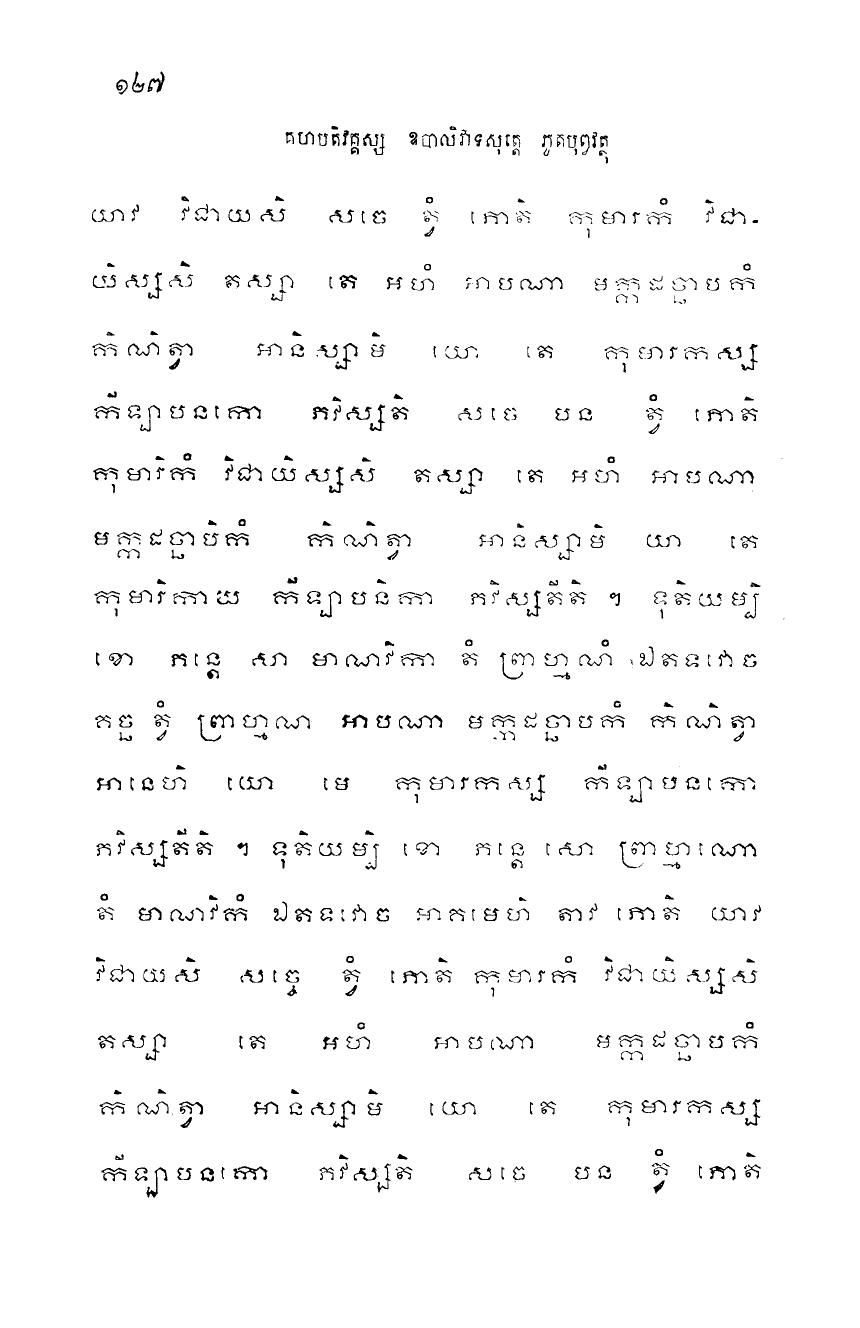 ១២៧
គហបតិវគ្គស្ស ឧបាលិវាទសុត្តេ ភូតបុព្វវត្ថុ
យាវ វិជាយសិ សចេ ត្វំ ភោតិ កុមារកំ វិជា-
យិស្សសិ តស្សា តេ អហំ អាបណា មក្កដច្ឆាបកំ
កិណិត្វា អានិស្សាមិ យោ តេ កុមារកស្ស
កីឡាបនកោ ភវិស្សតិ សចេ បន ត្វំ ភោតិ
កុមារិកំ វិជាយិស្សសិ តស្សា តេ អហំ អាបណា
មក្កដច្ឆាបិកំ កិណិត្វា អានិស្សាមិ យា តេ
កុមារិកាយ កីឡាបនិកា ភវិស្សតីតិ ។ ទុតិយម្បិ
ខោ ភន្តេ សា មាណវិកា តំ ព្រាហ្មណំ ឯតទវោច
គច្ឆ ត្វំ ព្រាហ្មណ អាបណា មក្កដច្ឆាបកំ កិណិត្វា
អានេហិ យោ មេ កុមារកស្ស កីឡាបនកោ
ភវិស្សតីតិ ។ ទុតិយម្បិ ខោ ភន្តេ សោ ព្រាហ្មណោ
តំ មាណវិកំ ឯតទវោច អាគមេហិ តាវ ភោតិ យាវ
វិជាយសិ សច្ចេ ត្វំ ភោតិ កុមារកំ វិជាយិស្សសិ
តស្សា តេ អហំ អាបណា មក្កដច្ឆាបកំ
កិណិត្វា អានិស្សាមិ យោ តេ កុមារកស្ស
កីឡាបនកោ ភវិស្សតិ សចេ បន ត្វំ ភោតិ